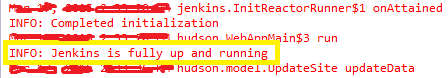 jenkins.InitReactorRunner$1 onAttained
INFO: Completed initialization
hudson.WebAppMain$3 run
INFO: Jenkins is fully up and running
hudson.model.UpdateSite updateData